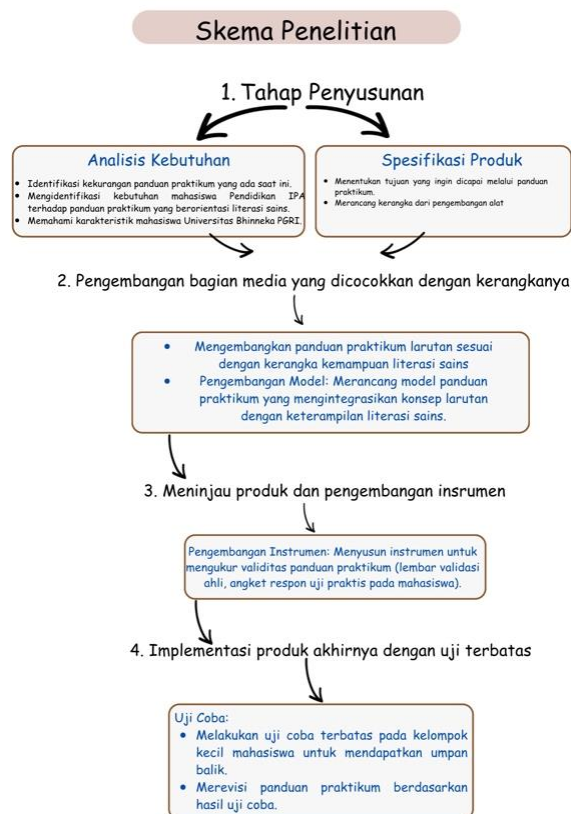 Skema Penelitian
1. Tahap Penyusunan
Analisis Kebutuhan
• Identifikasi kekurangan panduan praktikum yang ada saat ini.
• Mengidentifikasi kebutuhan mahasiswa Pendidikan IPA
terhadap panduan praktikum yang berorientasi literasi sains.
• Memahami karakteristik mahasiswa Universitas Bhinneka PGRI.
Spesifikasi Produk
• Menentukan tujuan yang ingin dicapai melalui panduan
praktikum.
• Merancang kerangka dari pengembangan alat
2. Pengembangan bagian media yang dicocokkan dengan kerangkanya
• Mengembangkan panduan praktikum larutan sesuai
dengan kerangka kemampuan literasi sains
• Pengembangan Model: Merancang model panduan
praktikum yang mengintegrasikan konsep larutan
dengan keterampilan literasi sains.
3. Meninjau produk dan pengembangan insrumen
Pengembangan Instrumen: Menyusun instrumen untuk
mengukur validitas panduan praktikum (lembar validasi
ahli, angket respon uji praktis pada mahasiswa).
4. Implementasi produk akhirnya dengan uji terbatas
Uji Coba:
• Melakukan uji coba terbatas pada kelompok
kecil mahasiswa untuk mendapatkan umpan
balik.
• Merevisi panduan praktikum berdasarkan
hasil uji coba.